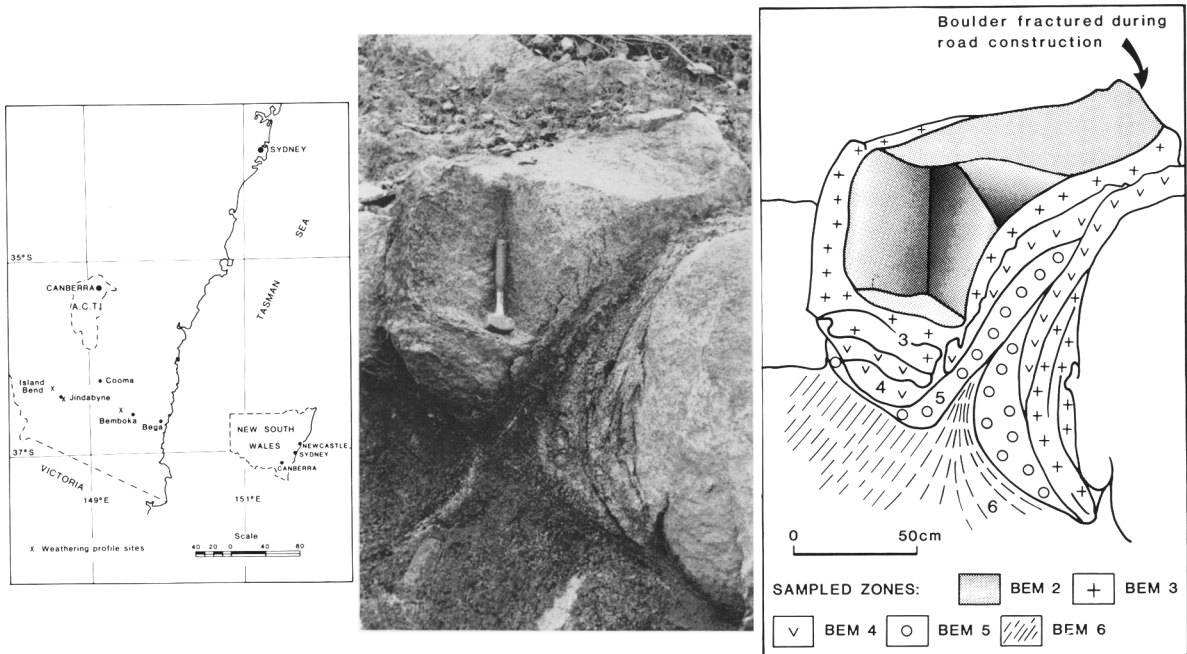 SYDNEY
SEA
TASMAN
35°S
CANBERRA
A.C.T.
Cooma
Island
Bend
X
Jindabyne
X
X
Bemboka
Bega
NEW SOUTH
WALES
NEWCASTLE
SYDNEY
CANBERRA
37°S
VICTORIA
149°E
151°E
Scale
40 20 0 40 80
X Weathering profile sites
Boulder fractured during
road construction
3
4
5
6
0 50cm
SAMPLED ZONES: BEM 2 + BEM 3
v BEM 4 o BEM 5 BEM 6